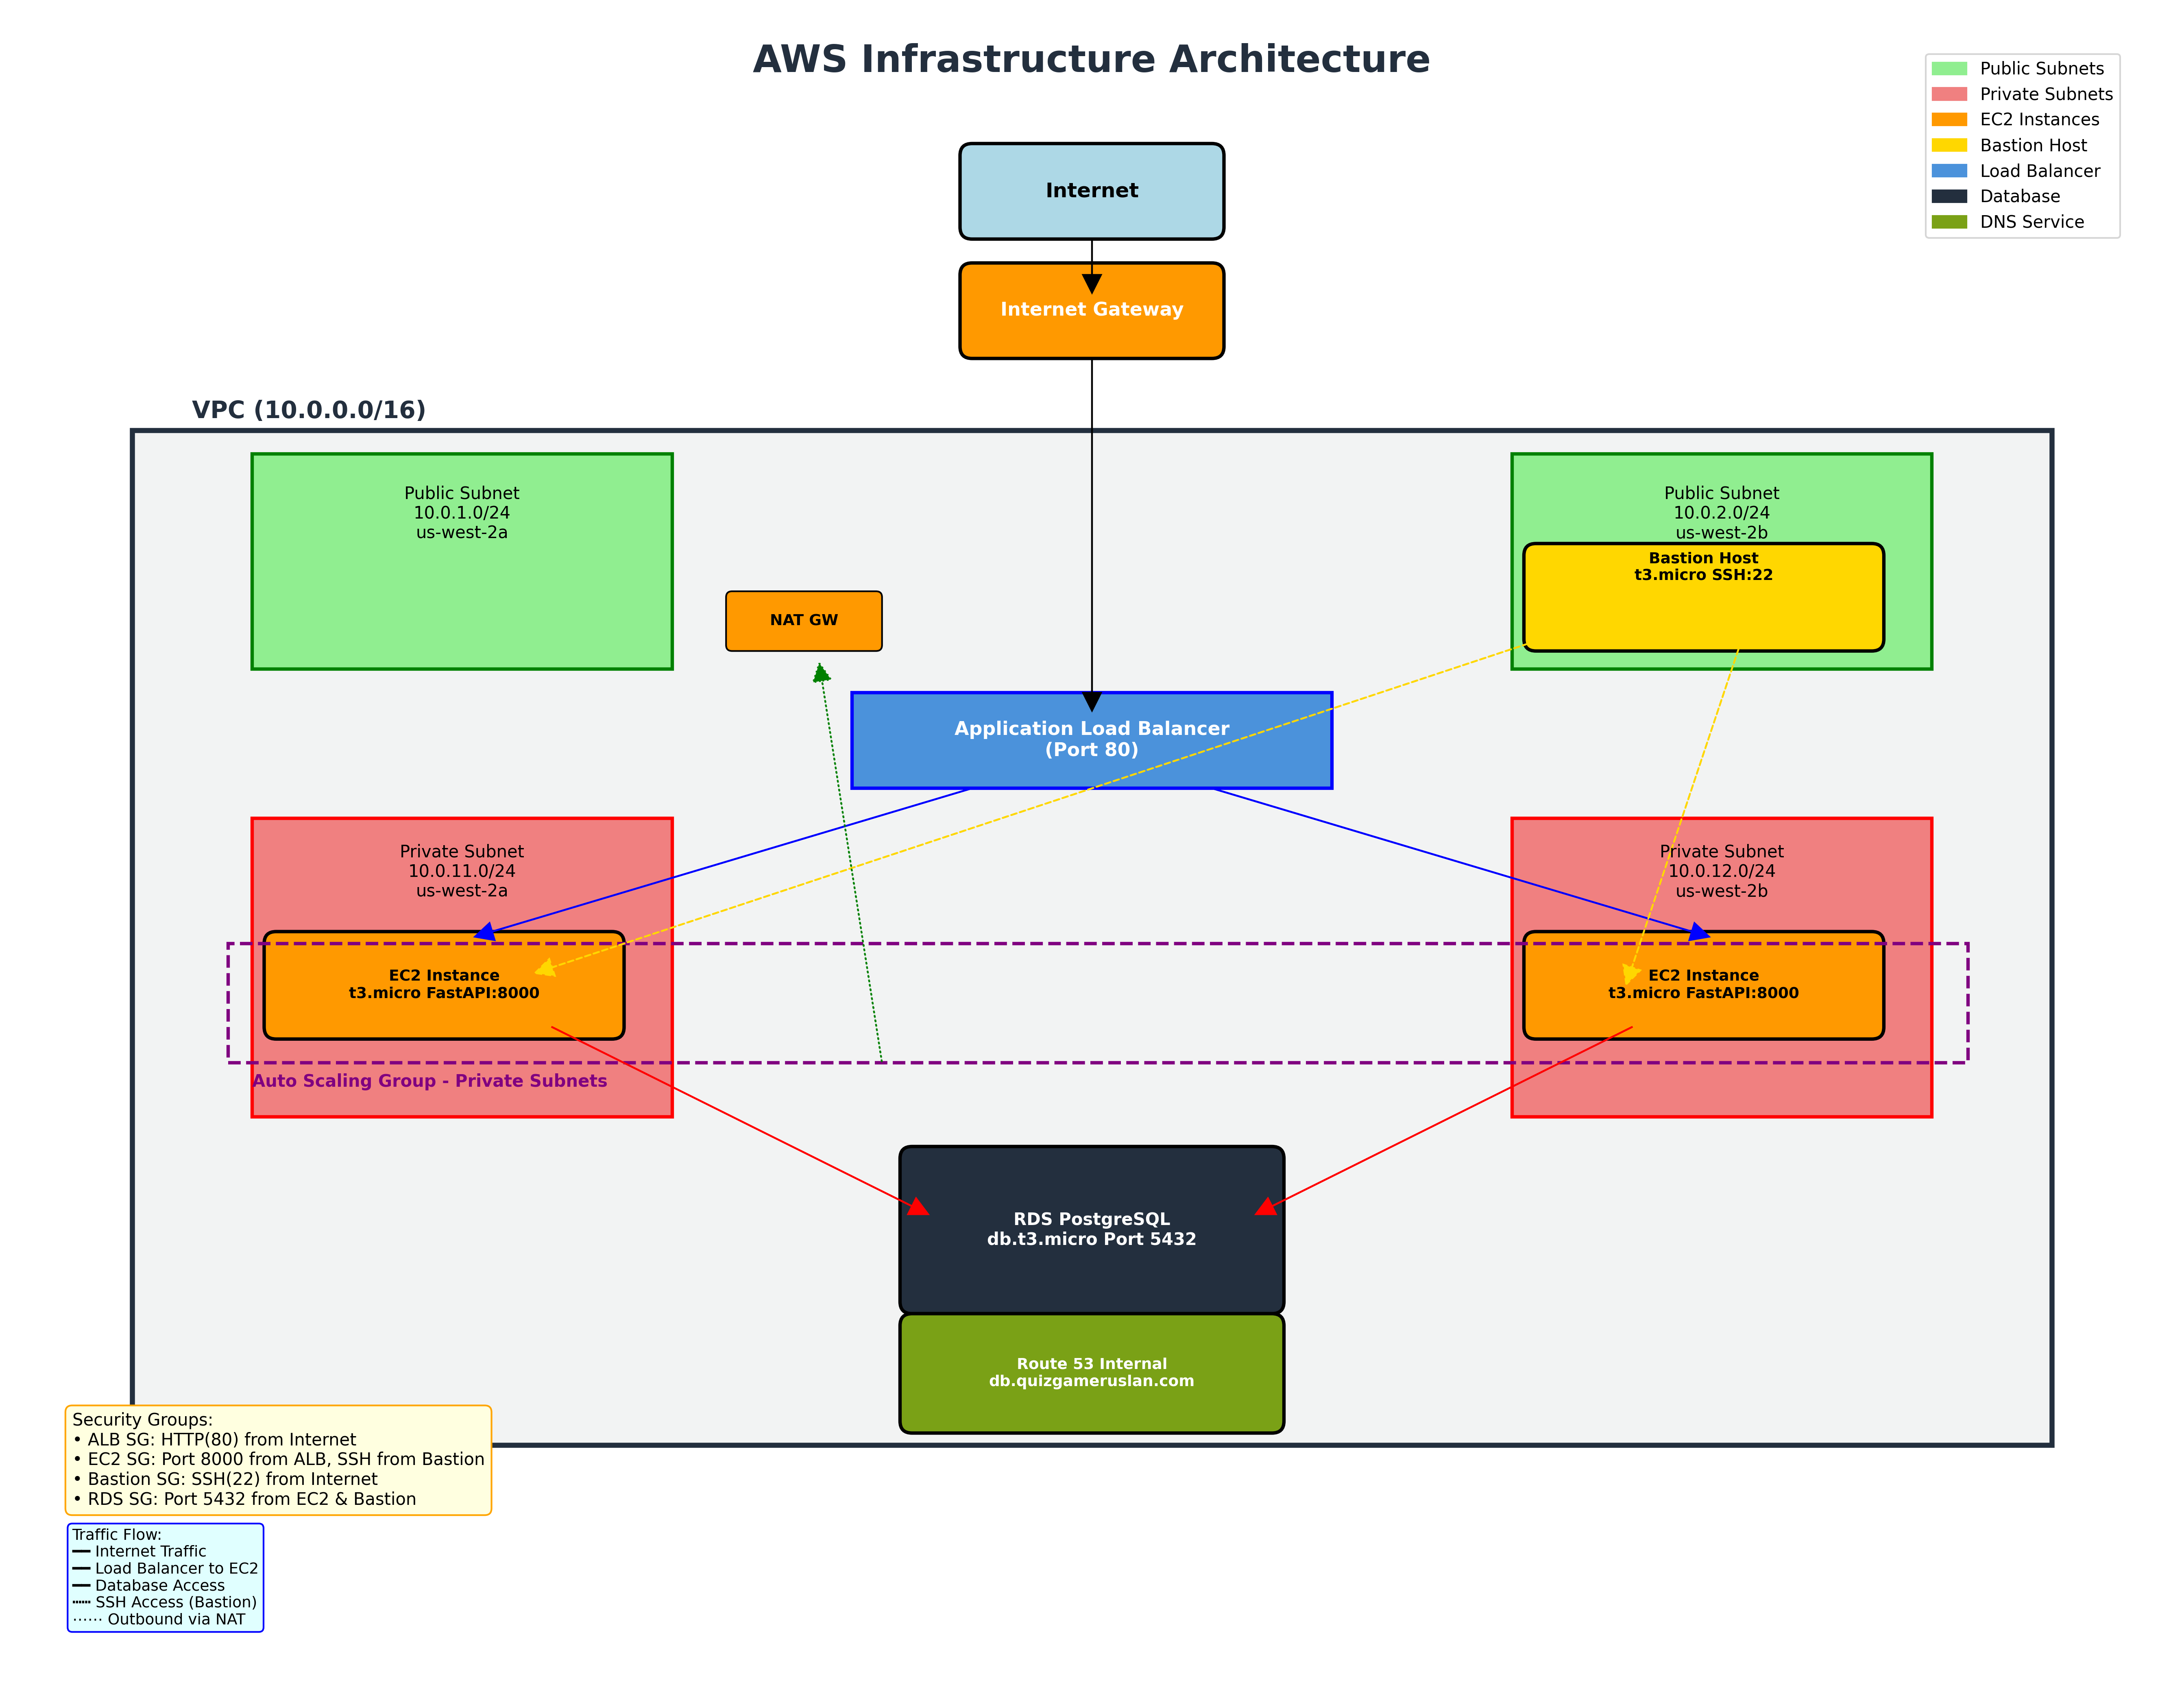 AWS Infrastructure Architecture
Public Subnets
Private Subnets
EC2 Instances
Bastion Host
Load Balancer
Database
DNS Service
Internet
Internet Gateway
VPC (10.0.0.0/16)
Public Subnet
10.0.1.0/24
us-west-2a
Public Subnet
10.0.2.0/24
us-west-2b
Bastion Host
t3.micro SSH:22
NAT GW
Application Load Balancer
(Port 80)
Private Subnet
10.0.11.0/24
us-west-2a
Private Subnet
10.0.12.0/24
us-west-2b
EC2 Instance
t3.micro FastAPI:8000
EC2 Instance
t3.micro FastAPI:8000
Auto Scaling Group - Private Subnets
RDS PostgreSQL
db.t3.micro Port 5432
Route 53 Internal
db.quizgameruslan.com
Security Groups:
• ALB SG: HTTP(80) from Internet
• EC2 SG: Port 8000 from ALB, SSH from Bastion
• Bastion SG: SSH(22) from Internet
• RDS SG: Port 5432 from EC2 & Bastion
Traffic Flow:
━━ Internet Traffic
━━ Load Balancer to EC2
━━ Database Access
┅┅ SSH Access (Bastion)
⋯⋯ Outbound via NAT